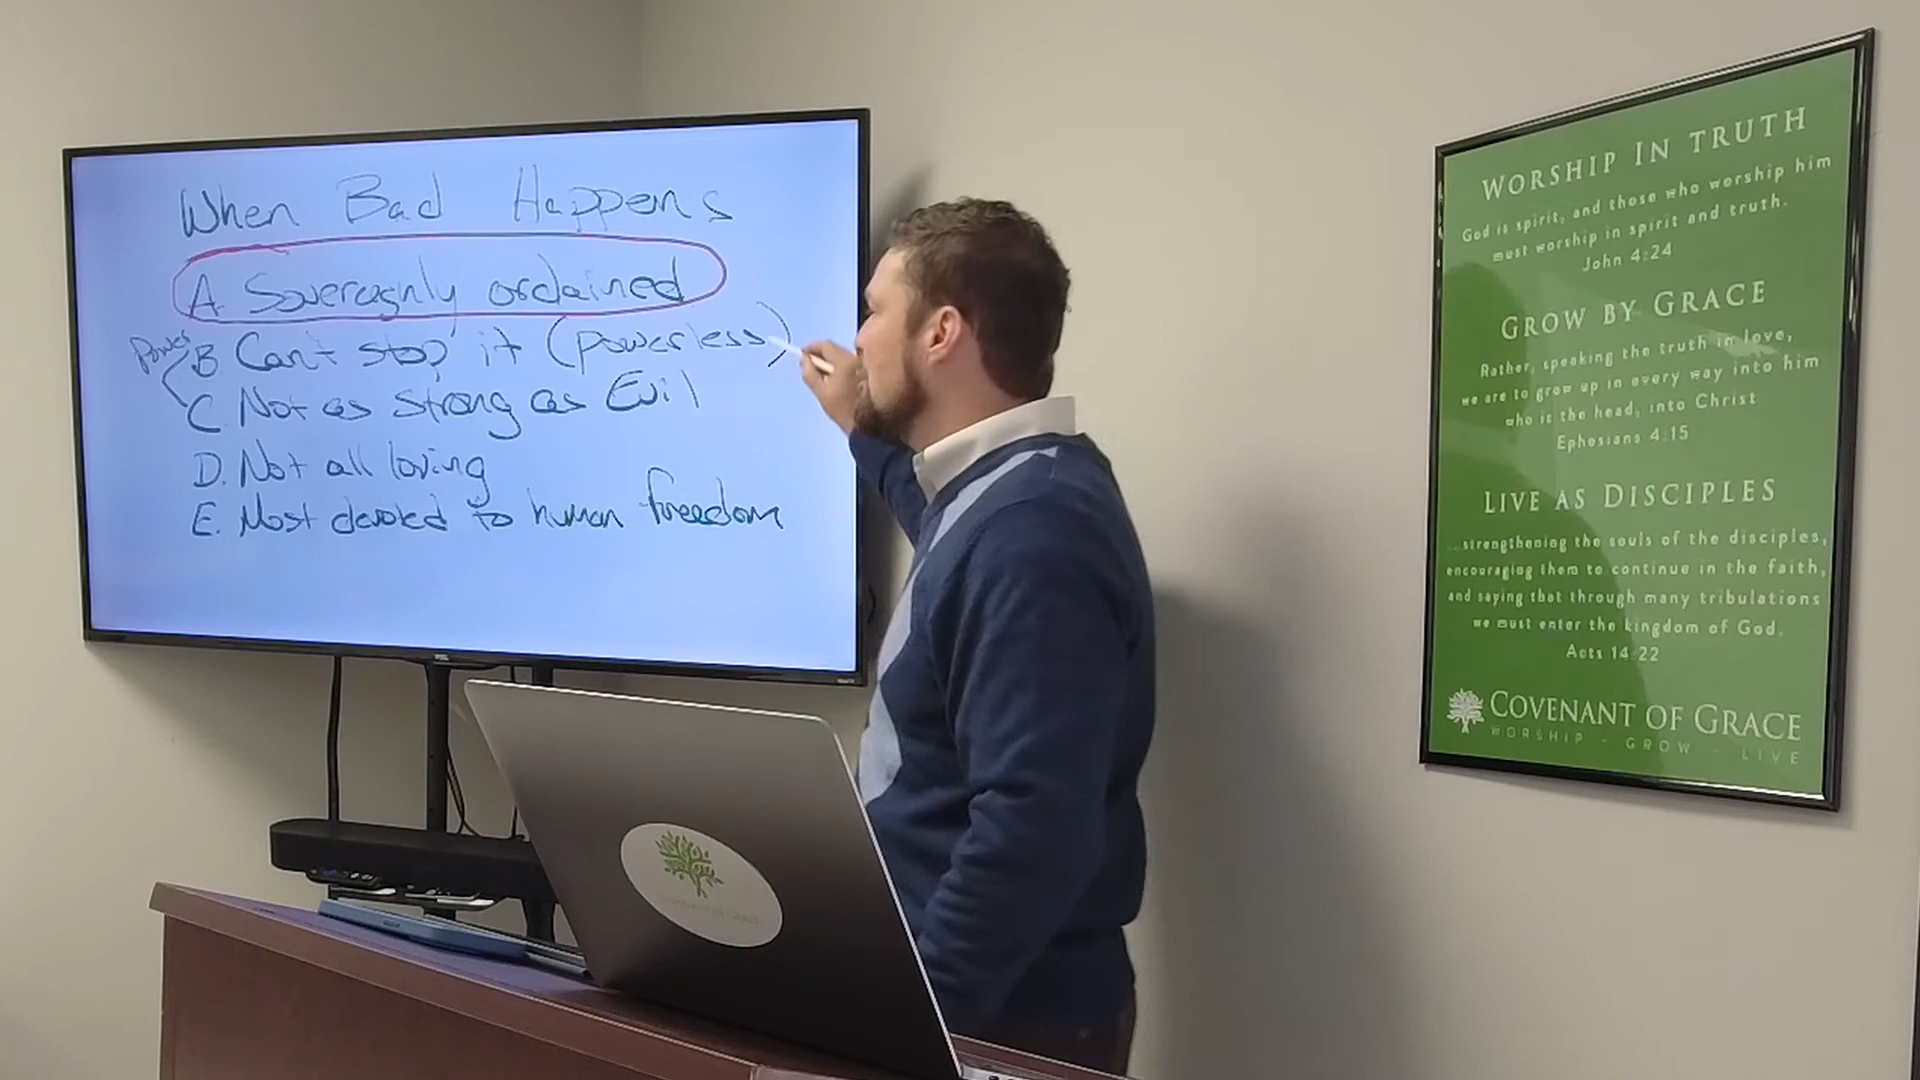 When Bad Happens
A. Sovereignly ordained
Power
B. Can't stop it (powerless)
C. Not as strong as Evil
D. Not all loving
E. Most devoted to human freedom
WORSHIP IN TRUTH
God is spirit, and those who worship him
must worship in spirit and truth.
John 4:24
GROW BY GRACE
Rather, speaking the truth in love,
we are to grow up in every way into him
who is the head, into Christ
Ephesians 4:15
LIVE AS DISCIPLES
...strengthening the souls of the disciples,
encouraging them to continue in the faith,
and saying that through many tribulations
we must enter the kingdom of God.
Acts 14:22
COVENANT OF GRACE
WORSHIP - GROW - LIVE
COVENANT OF GRACE